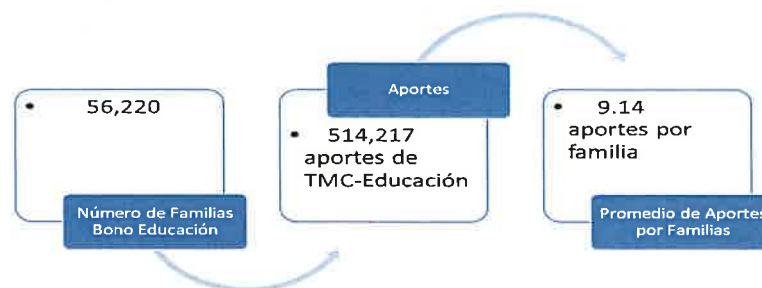 • 56,220
Número de Familias
Bono Educación
Aportes
• 514,217
aportes de
TMC-Educación
• 9.14
aportes por
familia
Promedio de Aportes
por Familias